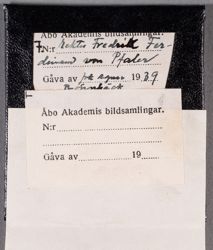 Åbo Akademis bildsamlingar.
N:r Fredrik Fer-
dinand von Pfaler
Gåva av 1939
Åbo Akademis bildsamlingar.
N:r
Gåva av 19